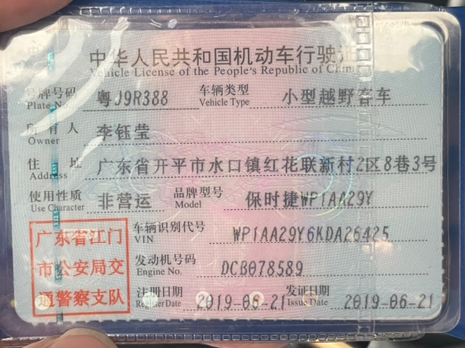 中华人民共和国机动车行驶证
Vehicle License of the People's Republic of China
号牌号码 粤J9R388 车辆类型 小型越野客车
Plate No. Vehicle Type
所有人 李钰莹
Owner
住址 广东省开平市水口镇红花联新村2区8巷3号
Address
使用性质 非营运 品牌型号 保时捷WP1AA29Y
Use Character Model
广东省江门
市公安局交
通警察支队
车辆识别代号 WP1AA29Y6KDA26425
VIN
发动机号码 DCB078589
Engine No.
注册日期 2019-06-21 发证日期 2019-06-21
Register Date Issue Date